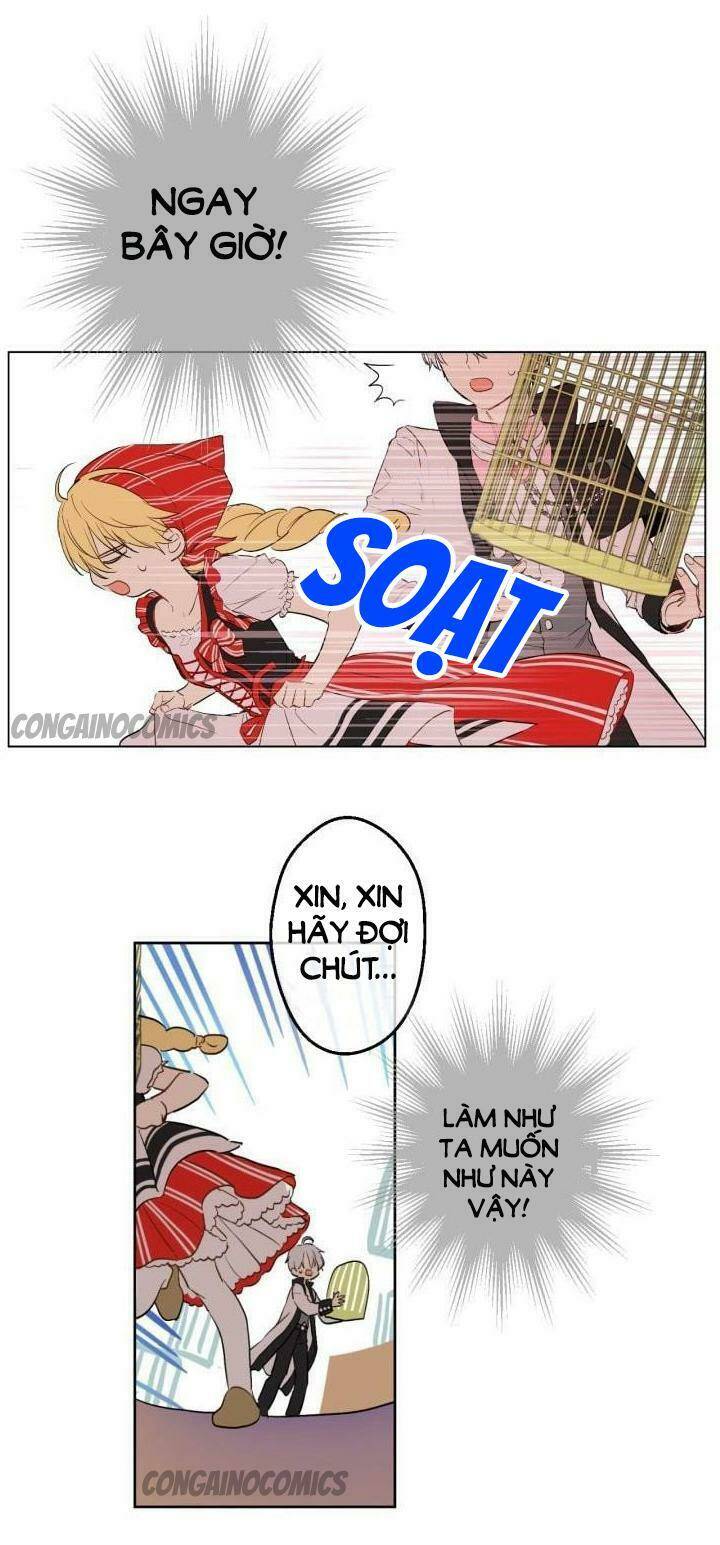 NGAY
BÂY GIỜ!
SOẠT
CONGAINOCOMICS
XIN, XIN
HÃY ĐỢI
CHÚT...
LÀM NHƯ
TA MUỐN
NHƯ NÀY
VẬY!
CONGAINOCOMICS